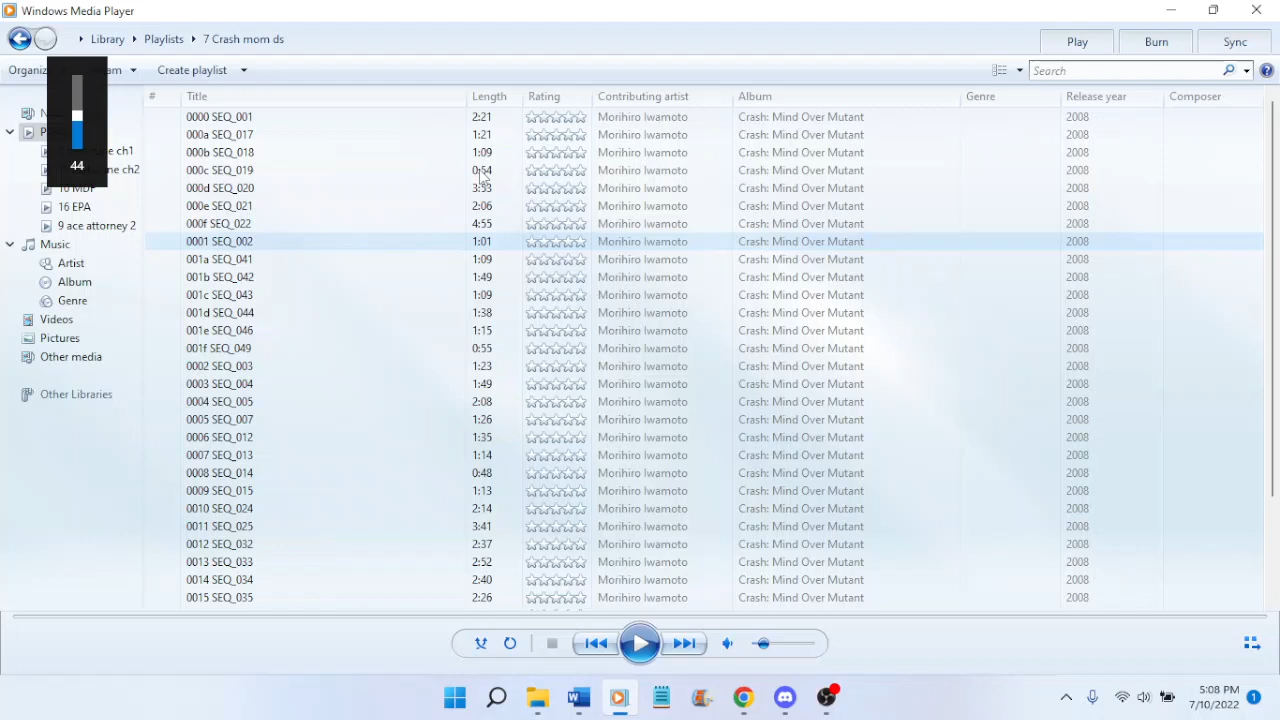 Windows Media Player
Library Playlists 7 Crash mom ds
Play Burn Sync
Create playlist
Search
# Title Length Rating Contributing artist Album Genre Release year Composer
0000 SEQ_001 2:21 Morihiro Iwamoto Crash: Mind Over Mutant 2008
000a SEQ_017 1:21 Morihiro Iwamoto Crash: Mind Over Mutant 2008
000b SEQ_018 1:09 Morihiro Iwamoto Crash: Mind Over Mutant 2008
000c SEQ_019 0:54 Morihiro Iwamoto Crash: Mind Over Mutant 2008
000d SEQ_020 Morihiro Iwamoto Crash: Mind Over Mutant 2008
000e SEQ_021 2:06 Morihiro Iwamoto Crash: Mind Over Mutant 2008
000f SEQ_022 4:55 Morihiro Iwamoto Crash: Mind Over Mutant 2008
0001 SEQ_002 1:01 Morihiro Iwamoto Crash: Mind Over Mutant 2008
001a SEQ_041 1:09 Morihiro Iwamoto Crash: Mind Over Mutant 2008
001b SEQ_042 1:49 Morihiro Iwamoto Crash: Mind Over Mutant 2008
001c SEQ_043 1:09 Morihiro Iwamoto Crash: Mind Over Mutant 2008
001d SEQ_044 1:38 Morihiro Iwamoto Crash: Mind Over Mutant 2008
001e SEQ_046 1:15 Morihiro Iwamoto Crash: Mind Over Mutant 2008
001f SEQ_049 0:55 Morihiro Iwamoto Crash: Mind Over Mutant 2008
0002 SEQ_003 1:23 Morihiro Iwamoto Crash: Mind Over Mutant 2008
0003 SEQ_004 1:49 Morihiro Iwamoto Crash: Mind Over Mutant 2008
0004 SEQ_005 2:08 Morihiro Iwamoto Crash: Mind Over Mutant 2008
0005 SEQ_007 1:26 Morihiro Iwamoto Crash: Mind Over Mutant 2008
0006 SEQ_012 1:35 Morihiro Iwamoto Crash: Mind Over Mutant 2008
0007 SEQ_013 1:14 Morihiro Iwamoto Crash: Mind Over Mutant 2008
0008 SEQ_014 0:48 Morihiro Iwamoto Crash: Mind Over Mutant 2008
0009 SEQ_015 1:13 Morihiro Iwamoto Crash: Mind Over Mutant 2008
0010 SEQ_024 2:14 Morihiro Iwamoto Crash: Mind Over Mutant 2008
0011 SEQ_025 3:41 Morihiro Iwamoto Crash: Mind Over Mutant 2008
0012 SEQ_032 2:37 Morihiro Iwamoto Crash: Mind Over Mutant 2008
0013 SEQ_033 2:52 Morihiro Iwamoto Crash: Mind Over Mutant 2008
0014 SEQ_034 2:40 Morihiro Iwamoto Crash: Mind Over Mutant 2008
0015 SEQ_035 2:26 Morihiro Iwamoto Crash: Mind Over Mutant 2008
44
ch1
ch2
10 MDP
16 EPA
9 ace attorney 2
Music
Artist
Album
Genre
Videos
Pictures
Other media
Other Libraries
5:08 PM
7/10/2022
1